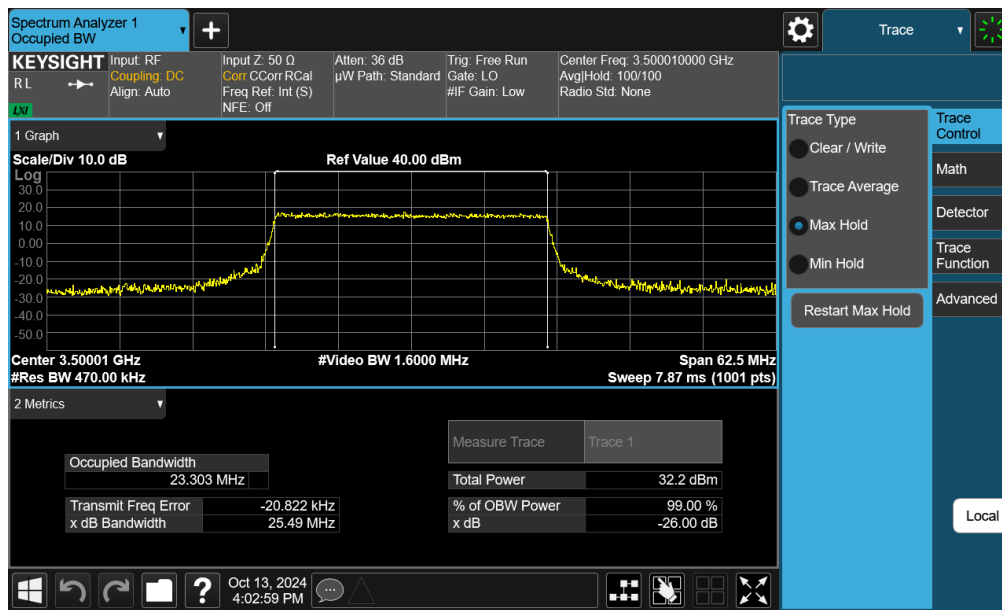 Spectrum Analyzer 1
Occupied BW
+
Trace
KEYSIGHT
RL
LXI
Input: RF
Coupling: DC
Align: Auto
Input Z: 50 Ω
Corr CCorr RCal
Freq Ref: Int (S)
NFE: Off
Atten: 36 dB
µW Path: Standard
Trig: Free Run
Gate: LO
#IF Gain: Low
Center Freq: 3.500010000 GHz
Avg|Hold: 100/100
Radio Std: None
1 Graph
Scale/Div 10.0 dB
Ref Value 40.00 dBm
Log
30.0
20.0
10.0
0.00
-10.0
-20.0
-30.0
-40.0
-50.0
Center 3.50001 GHz
#Video BW 1.6000 MHz
Span 62.5 MHz
#Res BW 470.00 kHz
Sweep 7.87 ms (1001 pts)
2 Metrics
Measure Trace Trace 1
Occupied Bandwidth
23.303 MHz
Total Power 32.2 dBm
Transmit Freq Error -20.822 kHz
% of OBW Power 99.00 %
x dB Bandwidth 25.49 MHz
x dB -26.00 dB
Trace Type
Clear / Write
Trace Average
Max Hold
Min Hold
Restart Max Hold
Trace
Control
Math
Detector
Trace
Function
Advanced
Local
?
Oct 13, 2024
4:02:59 PM